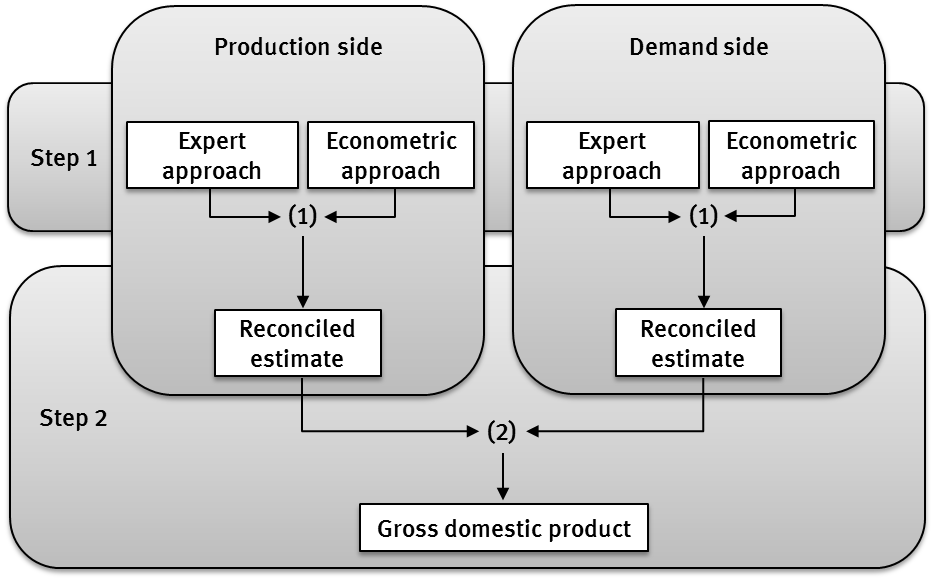 Production side
Demand side
Step 1
Expert
approach
Econometric
approach
Expert
approach
Econometric
approach
(1)
(1)
Reconciled
estimate
Reconciled
estimate
Step 2
(2)
Gross domestic product